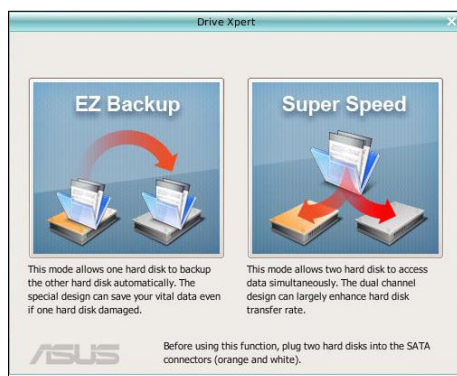 Drive Xpert
EZ Backup
This mode allows one hard disk to backup
the other hard disk automatically. The
special design can save your vital data even
if one hard disk damaged.
Super Speed
This mode allows two hard disk to access
data simultaneously. The dual channel
design can largely enhance hard disk
transfer rate.
ASUS
Before using this function, plug two hard disks into the SATA
connectors (orange and white).